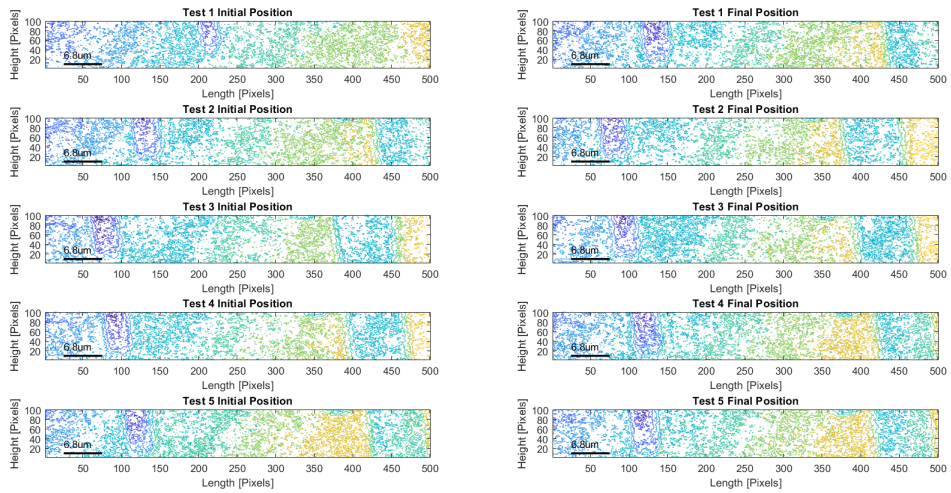 Test 1 Initial Position
Height [Pixels]
100
80
60
40
20
6.8um
50 100 150 200 250 300 350 400 450 500
Length [Pixels]
Test 1 Final Position
Height [Pixels]
100
80
60
40
20
6.8um
50 100 150 200 250 300 350 400 450 500
Length [Pixels]
Test 2 Initial Position
Height [Pixels]
100
80
60
40
20
6.8um
50 100 150 200 250 300 350 400 450 500
Length [Pixels]
Test 2 Final Position
Height [Pixels]
100
80
60
40
20
6.8um
50 100 150 200 250 300 350 400 450 500
Length [Pixels]
Test 3 Initial Position
Height [Pixels]
100
80
60
40
20
6.8um
50 100 150 200 250 300 350 400 450 500
Length [Pixels]
Test 3 Final Position
Height [Pixels]
100
80
60
40
20
6.8um
50 100 150 200 250 300 350 400 450 500
Length [Pixels]
Test 4 Initial Position
Height [Pixels]
100
80
60
40
20
6.8um
50 100 150 200 250 300 350 400 450 500
Length [Pixels]
Test 4 Final Position
Height [Pixels]
100
80
60
40
20
6.8um
50 100 150 200 250 300 350 400 450 500
Length [Pixels]
Test 5 Initial Position
Height [Pixels]
100
80
60
40
20
6.8um
50 100 150 200 250 300 350 400 450 500
Length [Pixels]
Test 5 Final Position
Height [Pixels]
100
80
60
40
20
6.8um
50 100 150 200 250 300 350 400 450 500
Length [Pixels]